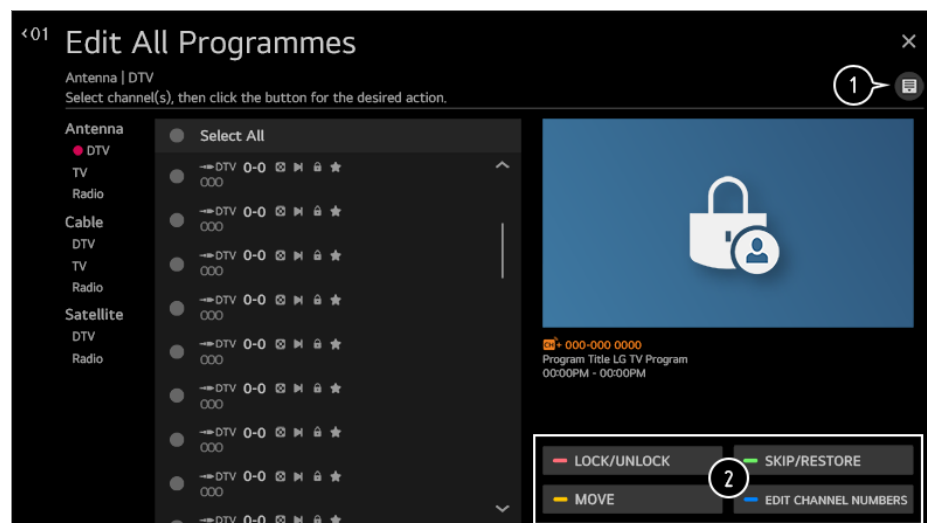 <01 Edit All Programmes
Antenna | DTV
Select channel(s), then click the button for the desired action.
1
Antenna
DTV
TV
Radio
Cable
DTV
TV
Radio
Satellite
DTV
Radio
Select All
DTV 0-0
000
DTV 0-0
000
DTV 0-0
000
DTV 0-0
000
DTV 0-0
000
DTV 0-0
000
DTV 0-0
000
DTV 0-0
000
DTV 0-0
CH + 000-000 0000
Program Title LG TV Program
00:00PM - 00:00PM
LOCK/UNLOCK
SKIP/RESTORE
2
MOVE
EDIT CHANNEL NUMBERS